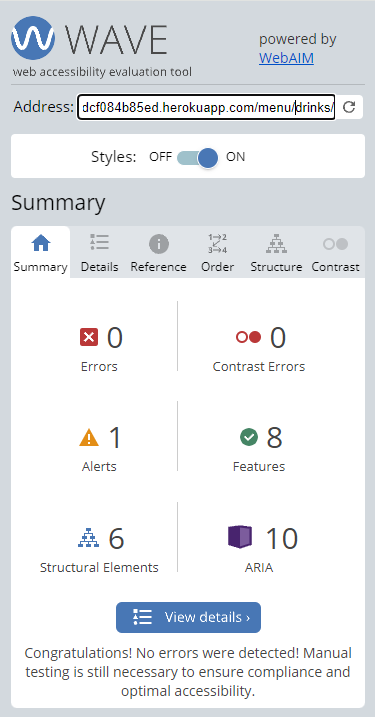 WAVE
web accessibility evaluation tool
powered by
WebAIM
Address: dcf084b85ed.herokuapp.com/menu/drinks/
Styles: OFF ON
Summary
Summary Details Reference Order Structure Contrast
0
Errors
0
Contrast Errors
1
Alerts
8
Features
6
Structural Elements
10
ARIA
View details ›
Congratulations! No errors were detected! Manual
testing is still necessary to ensure compliance and
optimal accessibility.